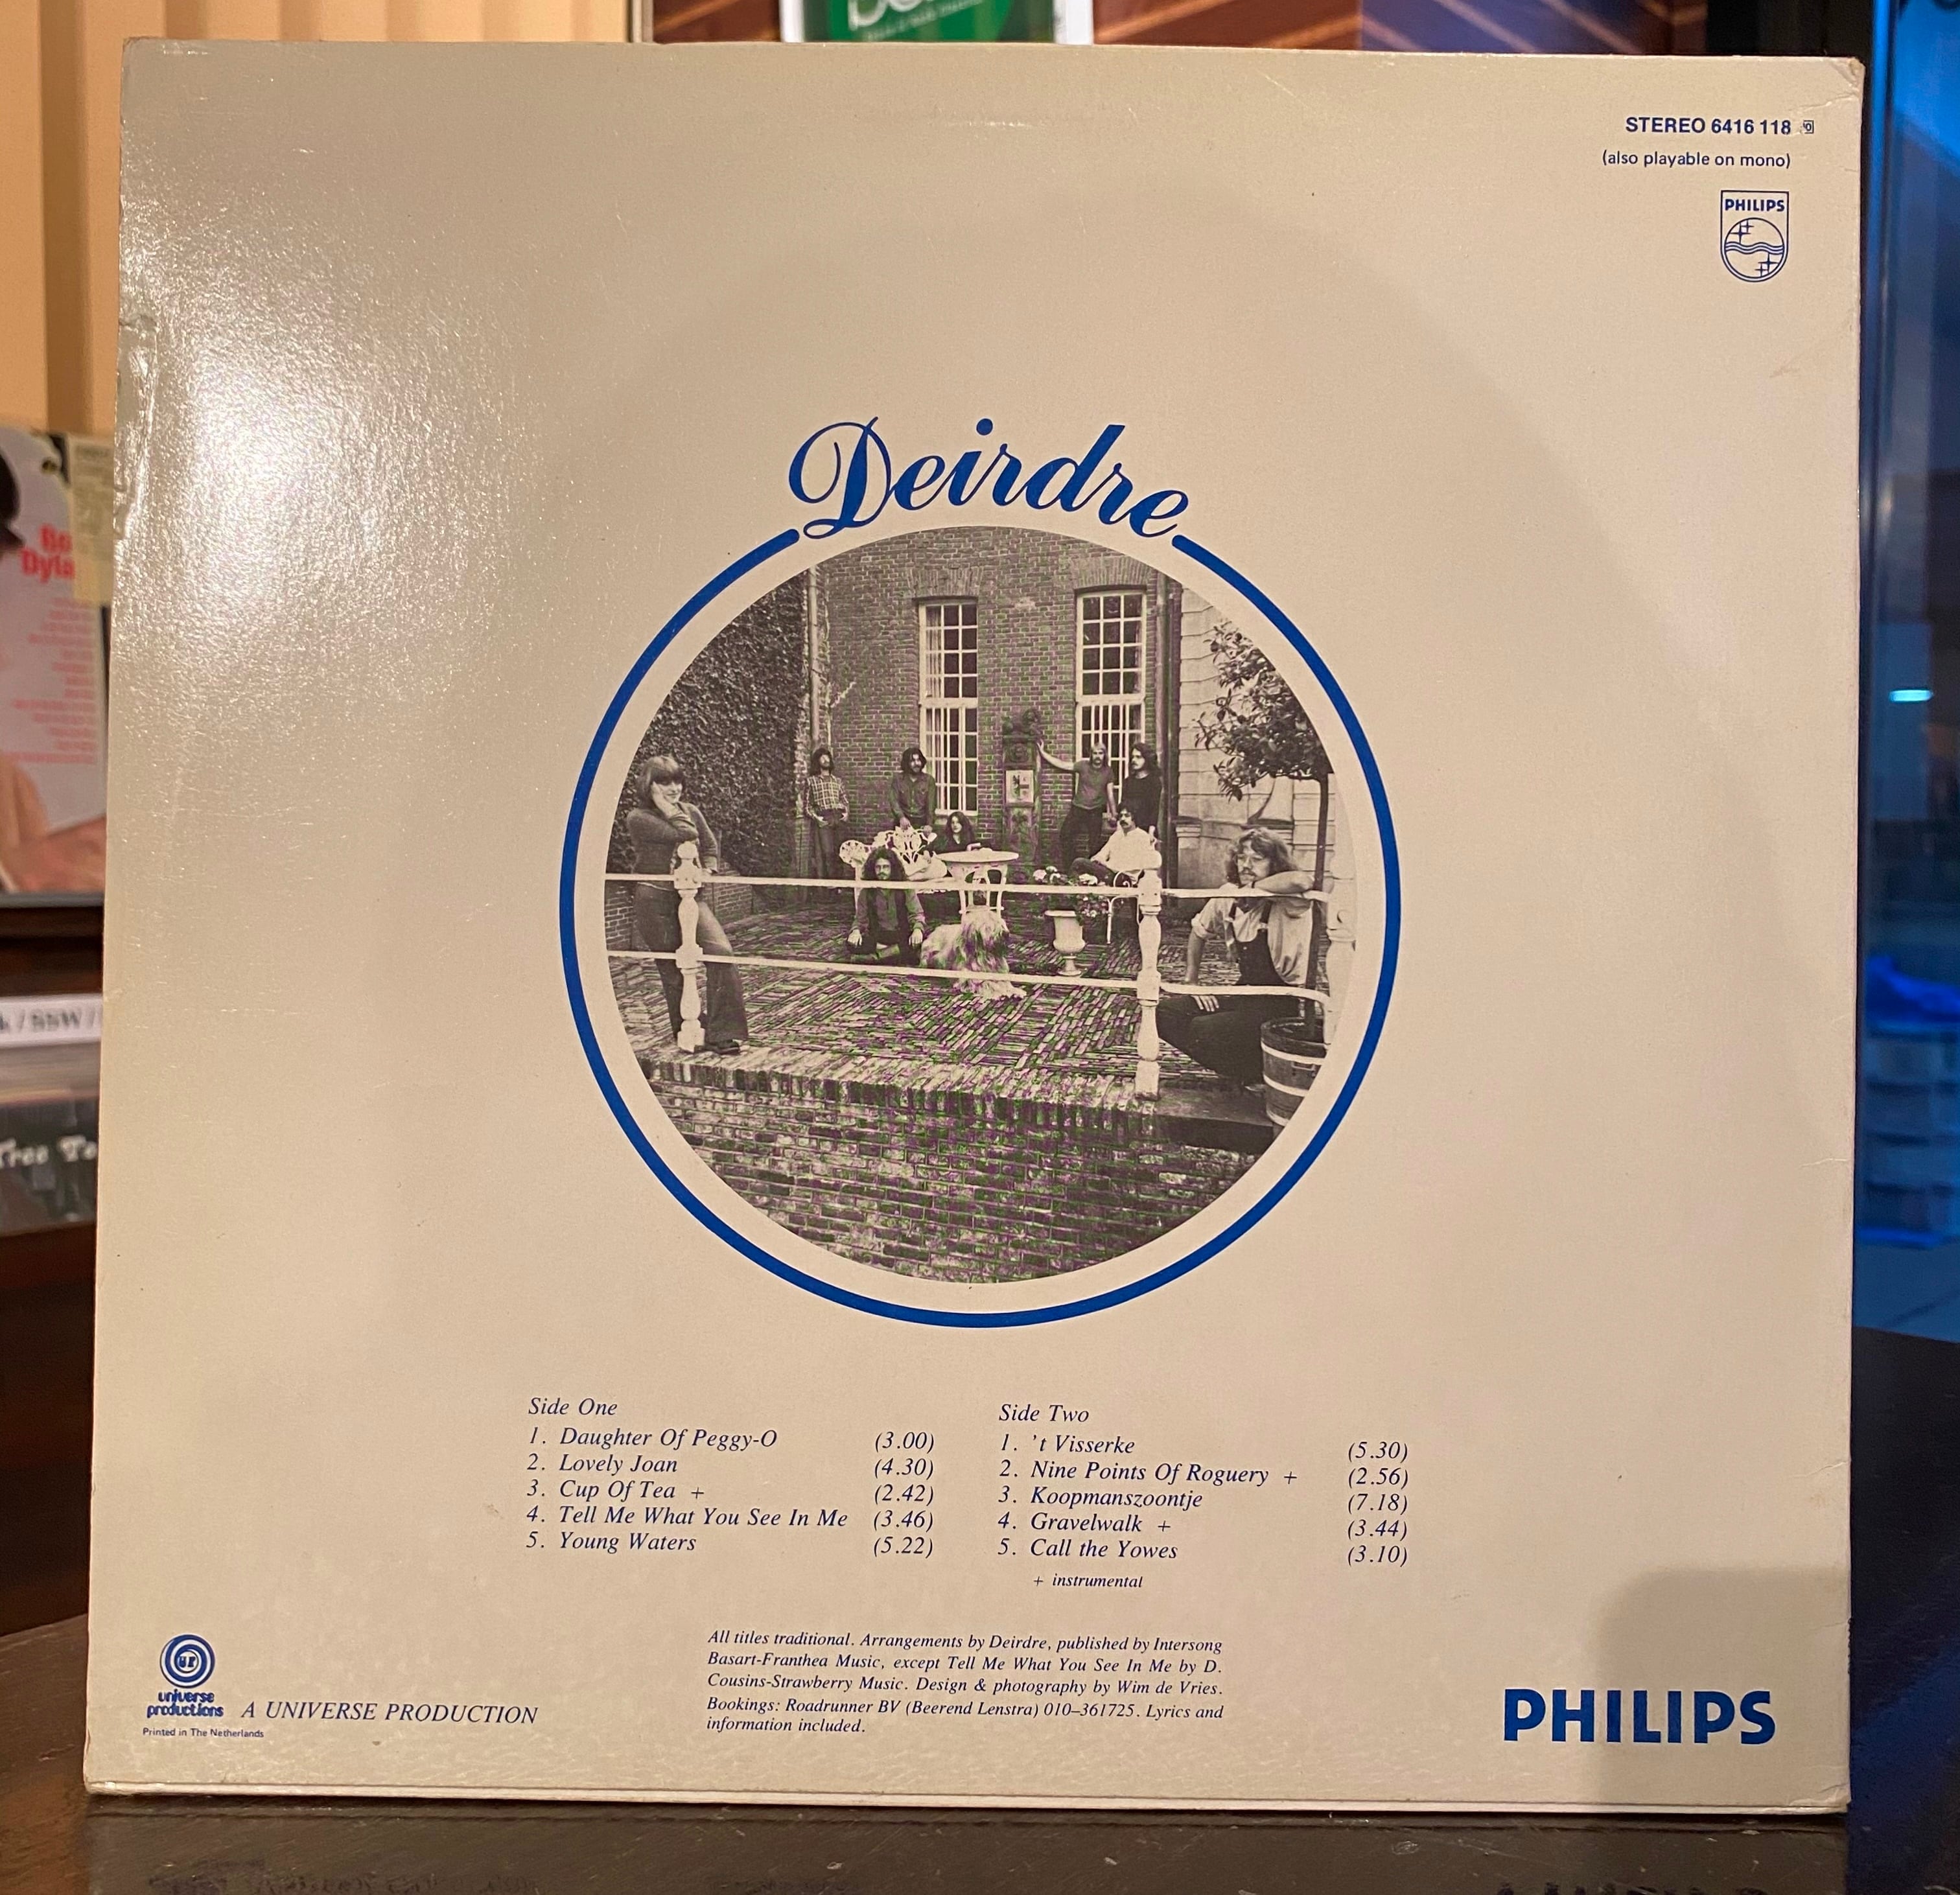 STEREO 6416 118
(also playable on mono)
PHILIPS
Deirdre
Side One
1. Daughter Of Peggy-O (3.00)
2. Lovely Joan (4.30)
3. Cup Of Tea + (2.42)
4. Tell Me What You See In Me (3.46)
5. Young Waters (5.22)
Side Two
1. 't Visserke (5.30)
2. Nine Points Of Roguery + (2.56)
3. Koopmanszoontje (7.18)
4. Gravelwalk + (3.44)
5. Call the Yowes (3.10)
+ instrumental
universe
productions
A UNIVERSE PRODUCTION
Printed in The Netherlands
All titles traditional. Arrangements by Deirdre, published by Intersong
Basart-Franthea Music, except Tell Me What You See In Me by D.
Cousins-Strawberry Music. Design & photography by Wim de Vries.
Bookings: Roadrunner BV (Beerend Lenstra) 010–361725. Lyrics and
information included.
PHILIPS